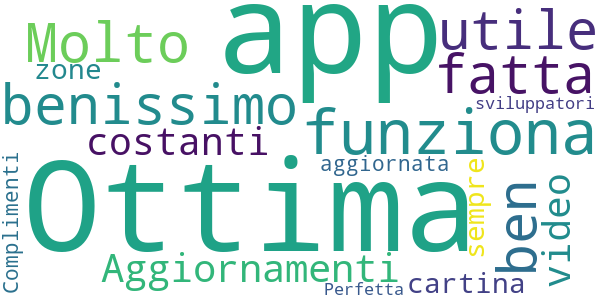 Molto
app
utile
zone
fatta
benissimo
sviluppatori
costanti
funziona
Complimenti
Ottima
aggiornata
sempre
ben
video
Aggiornamenti
Perfetta
cartina